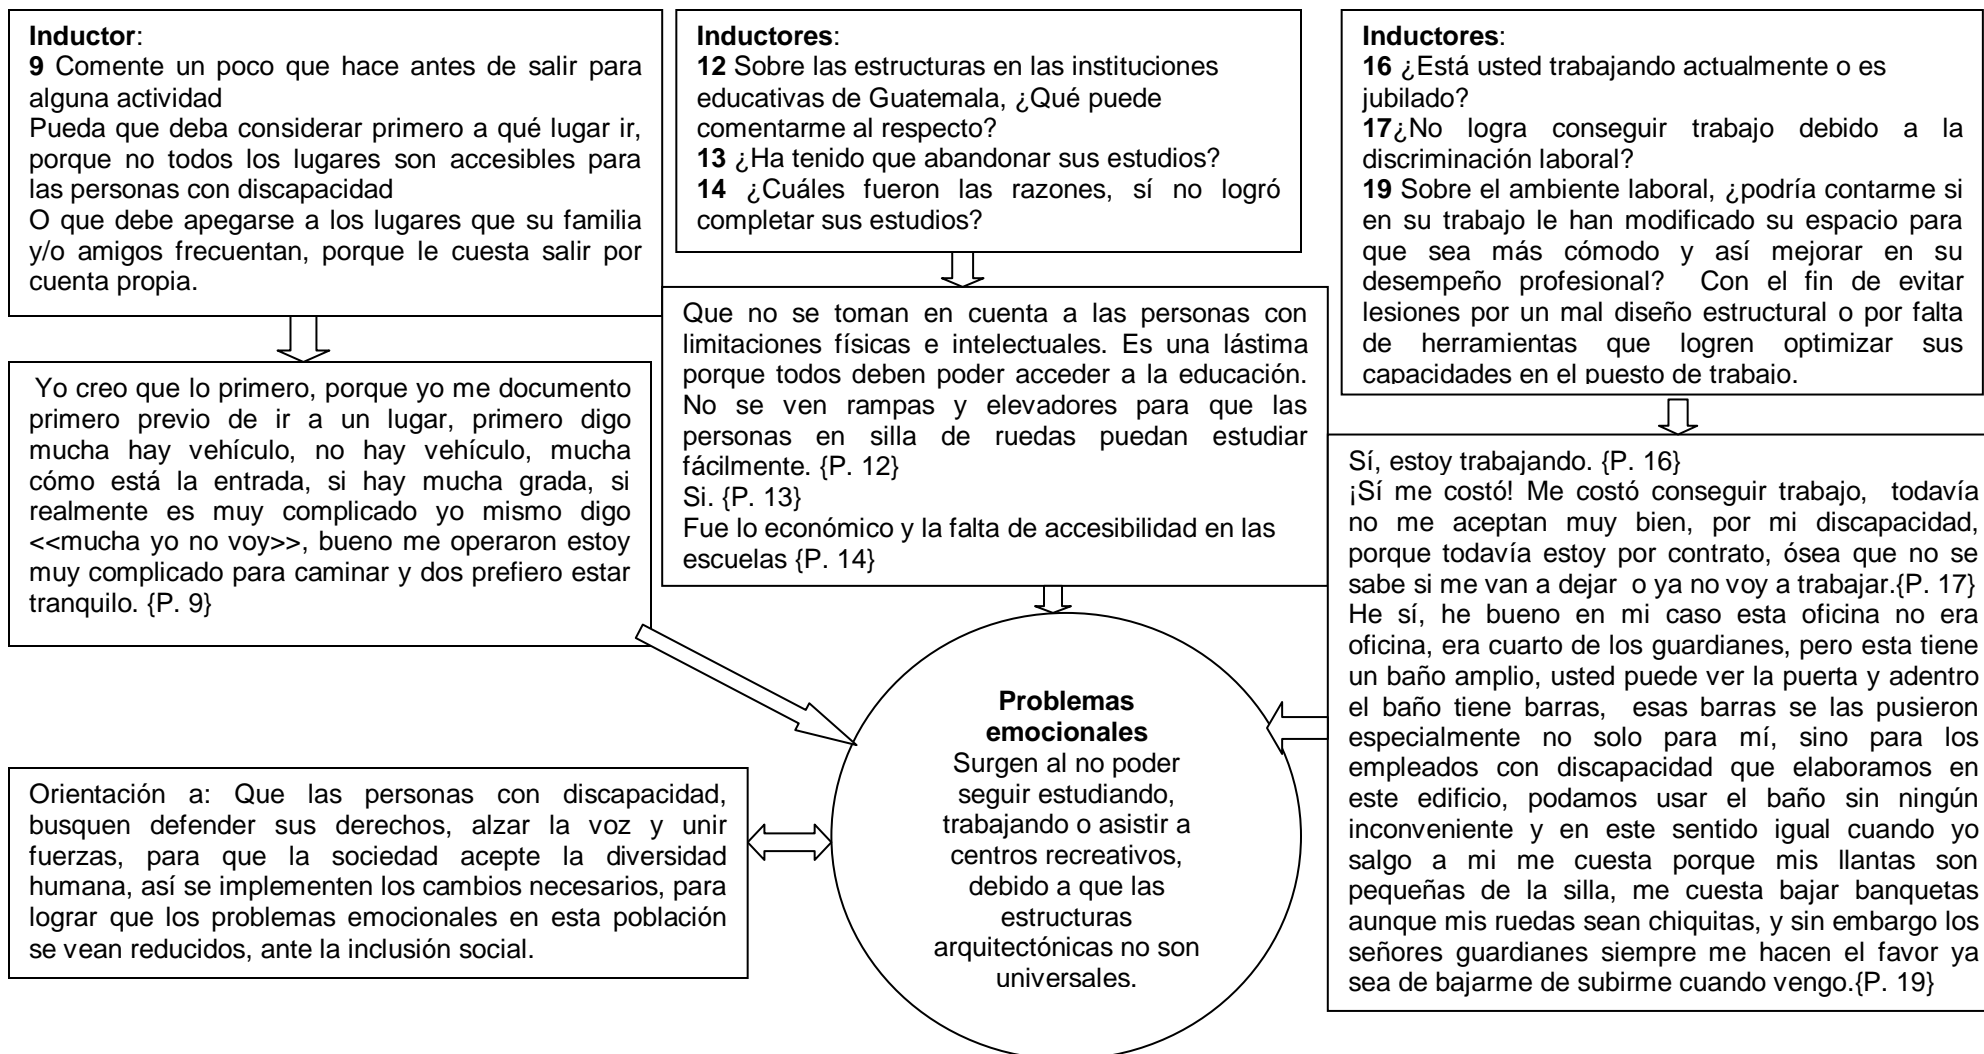 Inductor:
9 Comente un poco que hace antes de salir para
alguna actividad
Pueda que deba considerar primero a qué lugar ir,
porque no todos los lugares son accesibles para
las personas con discapacidad
O que debe apegarse a los lugares que su familia
y/o amigos frecuentan, porque le cuesta salir por
cuenta propia.
Yo creo que lo primero, porque yo me documento
primero previo de ir a un lugar, primero digo
mucha hay vehículo, no hay vehículo, mucha
cómo está la entrada, si hay mucha grada, si
realmente es muy complicado yo mismo digo
<<mucha yo no voy>>, bueno me operaron estoy
muy complicado para caminar y dos prefiero estar
tranquilo. {P. 9}
Inductores:
12 Sobre las estructuras en las instituciones
educativas de Guatemala, ¿Qué puede
comentarme al respecto?
13 ¿Ha tenido que abandonar sus estudios?
14 ¿Cuáles fueron las razones, sí no logró
completar sus estudios?
Que no se toman en cuenta a las personas con
limitaciones físicas e intelectuales. Es una lástima
porque todos deben poder acceder a la educación.
No se ven rampas y elevadores para que las
personas en silla de ruedas puedan estudiar
fácilmente. {P. 12}
Si. {P. 13}
Fue lo económico y la falta de accesibilidad en las
escuelas {P. 14}
Inductores:
16 ¿Está usted trabajando actualmente o es
jubilado?
17¿No logra conseguir trabajo debido a la
discriminación laboral?
19 Sobre el ambiente laboral, ¿podría contarme si
en su trabajo le han modificado su espacio para
que sea más cómodo y así mejorar en su
desempeño profesional? Con el fin de evitar
lesiones por un mal diseño estructural o por falta
de herramientas que logren optimizar sus
capacidades en el puesto de trabajo.
Sí, estoy trabajando. {P. 16}
¡Sí me costó! Me costó conseguir trabajo, todavía
no me aceptan muy bien, por mi discapacidad,
porque todavía estoy por contrato, ósea que no se
sabe si me van a dejar o ya no voy a trabajar.{P. 17}
He sí, he bueno en mi caso esta oficina no era
oficina, era cuarto de los guardianes, pero esta tiene
un baño amplio, usted puede ver la puerta y adentro
el baño tiene barras, esas barras se las pusieron
especialmente no solo para mí, sino para los
empleados con discapacidad que elaboramos en
este edificio, podamos usar el baño sin ningún
inconveniente y en este sentido igual cuando yo
salgo a mi me cuesta porque mis llantas son
pequeñas de la silla, me cuesta bajar banquetas
aunque mis ruedas sean chiquitas, y sin embargo los
señores guardianes siempre me hacen el favor ya
sea de bajarme de subirme cuando vengo.{P. 19}
Problemas
emocionales
Surgen al no poder
seguir estudiando,
trabajando o asistir a
centros recreativos,
debido a que las
estructuras
arquitectónicas no son
universales.
Orientación a: Que las personas con discapacidad,
busquen defender sus derechos, alzar la voz y unir
fuerzas, para que la sociedad acepte la diversidad
humana, así se implementen los cambios necesarios, para
lograr que los problemas emocionales en esta población
se vean reducidos, ante la inclusión social.